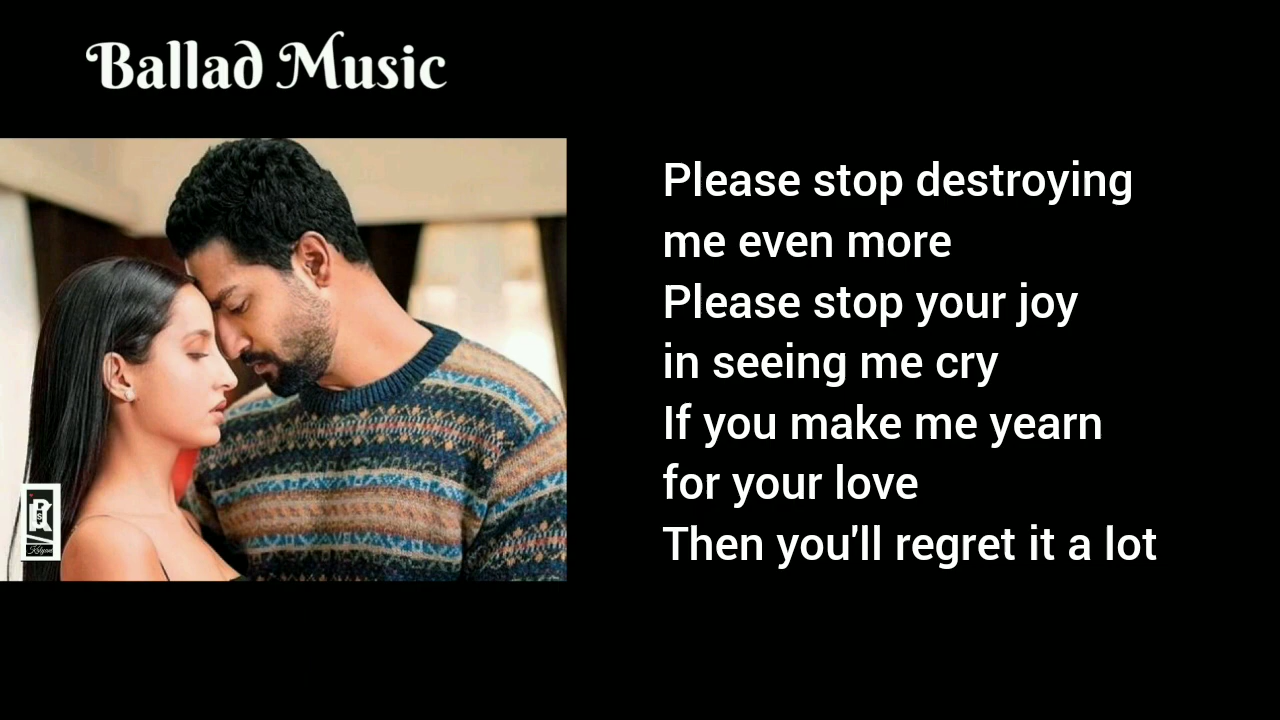 Ballad Music
Please stop destroying
me even more
Please stop your joy
in seeing me cry
If you make me yearn
for your love
Then you'll regret it a lot